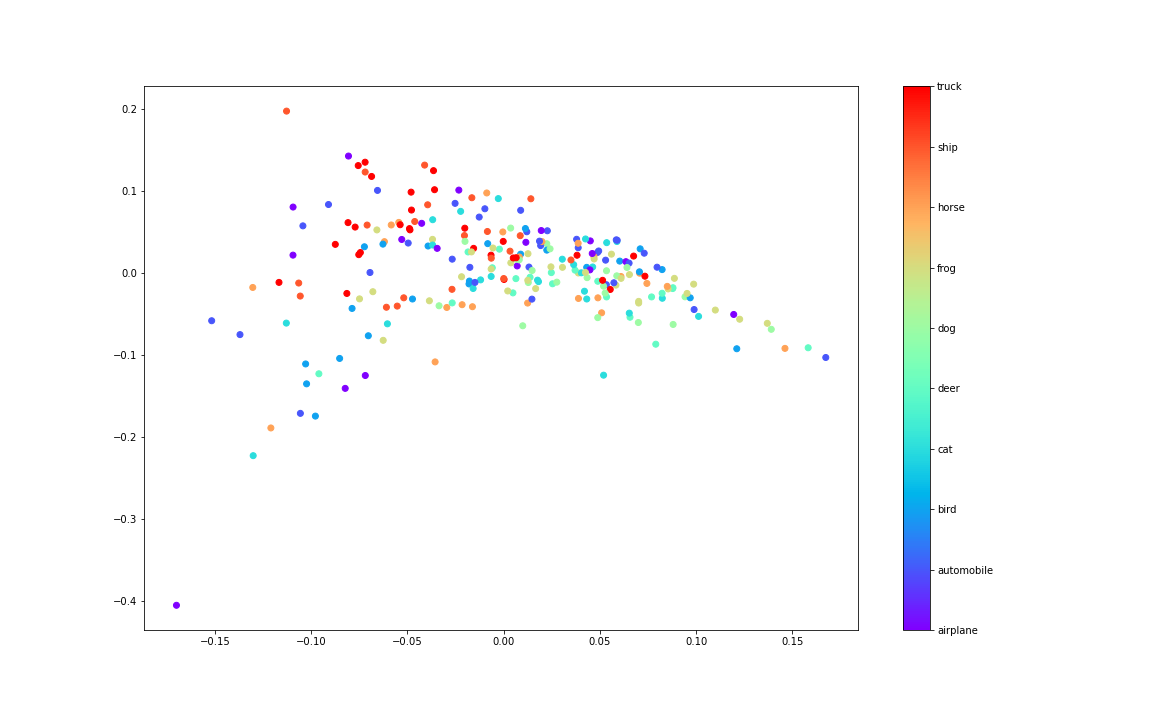 0.2
0.1
0.0
−0.1
−0.2
−0.3
−0.4
−0.15
−0.10
−0.05
0.00
0.05
0.10
0.15
truck
ship
horse
frog
dog
deer
cat
bird
automobile
airplane